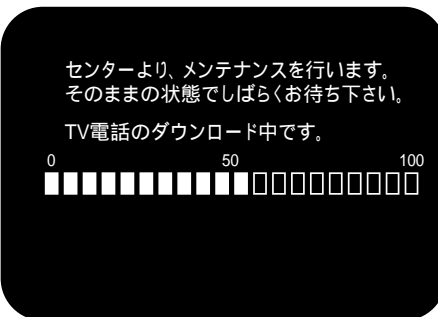 センターより、メンテナンスを行います。
そのままの状態でしばらくお待ち下さい。
TV電話のダウンロード中です。
0 50 100